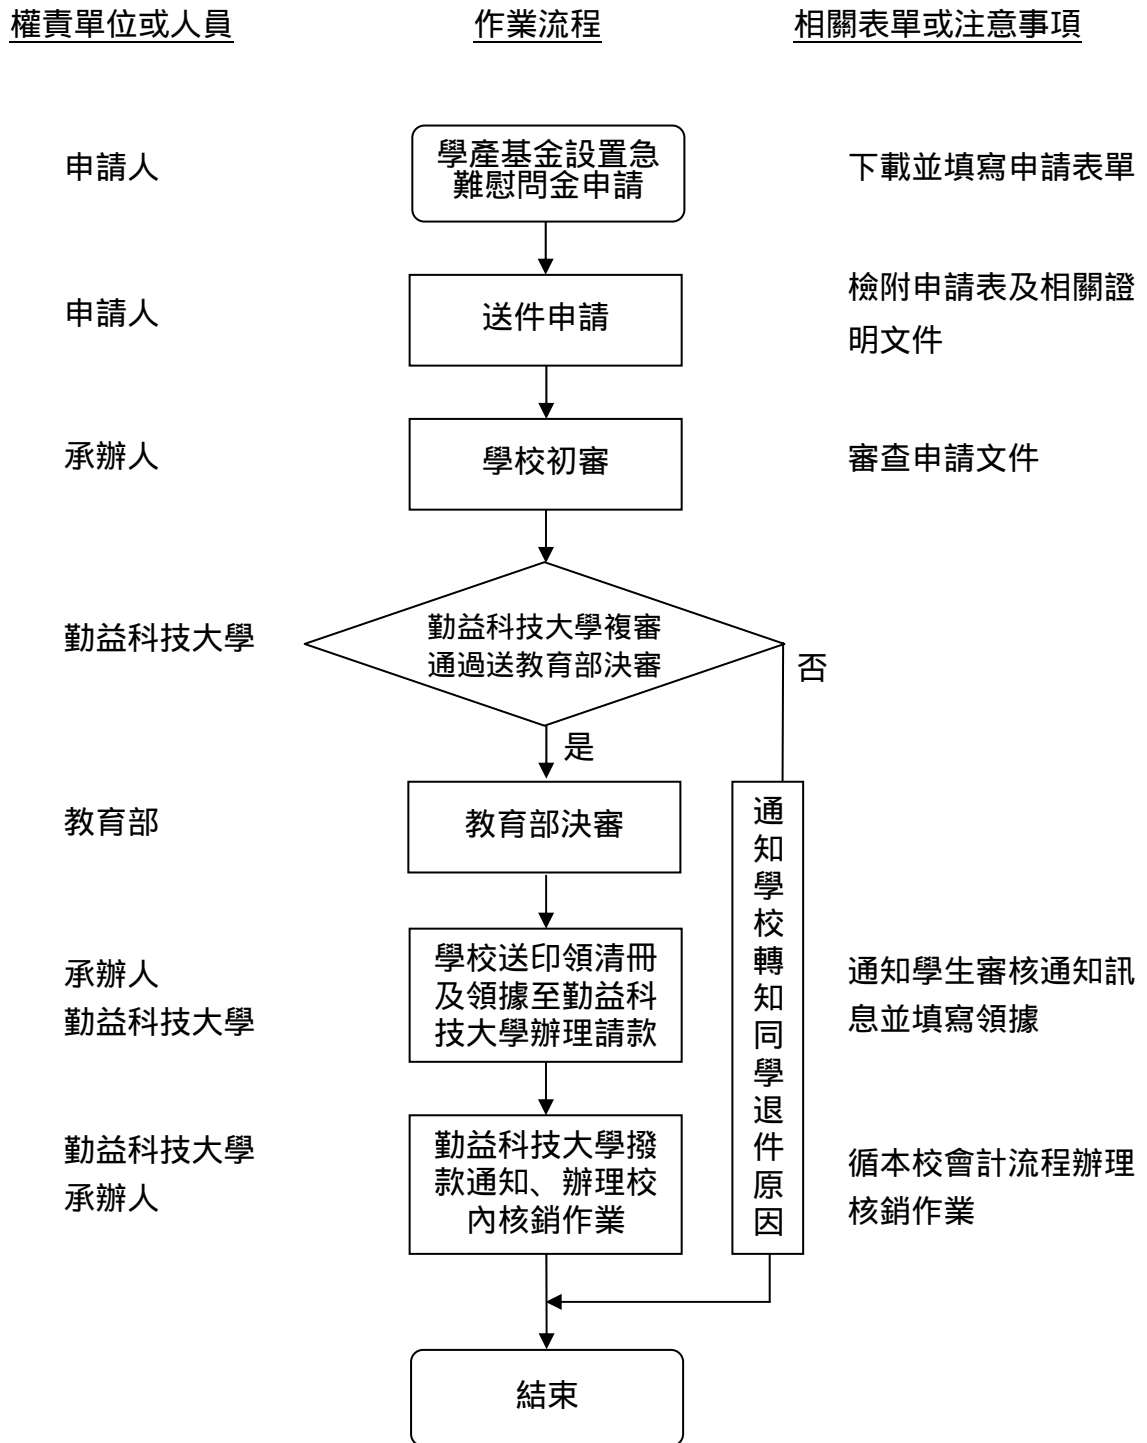 權責單位或人員
作業流程
相關表單或注意事項
申請人
學產基金設置急
難慰問金申請
下載並填寫申請表單
申請人
送件申請
檢附申請表及相關證
明文件
承辦人
學校初審
審查申請文件
勤益科技大學
勤益科技大學複審
通過送教育部決審
否
是
教育部
教育部決審
通知學校轉知同學退件原因
承辦人
勤益科技大學
學校送印領清冊
及領據至勤益科
技大學辦理請款
通知學生審核通知訊
息並填寫領據
勤益科技大學
承辦人
勤益科技大學撥
款通知、辦理校
內核銷作業
循本校會計流程辦理
核銷作業
結束